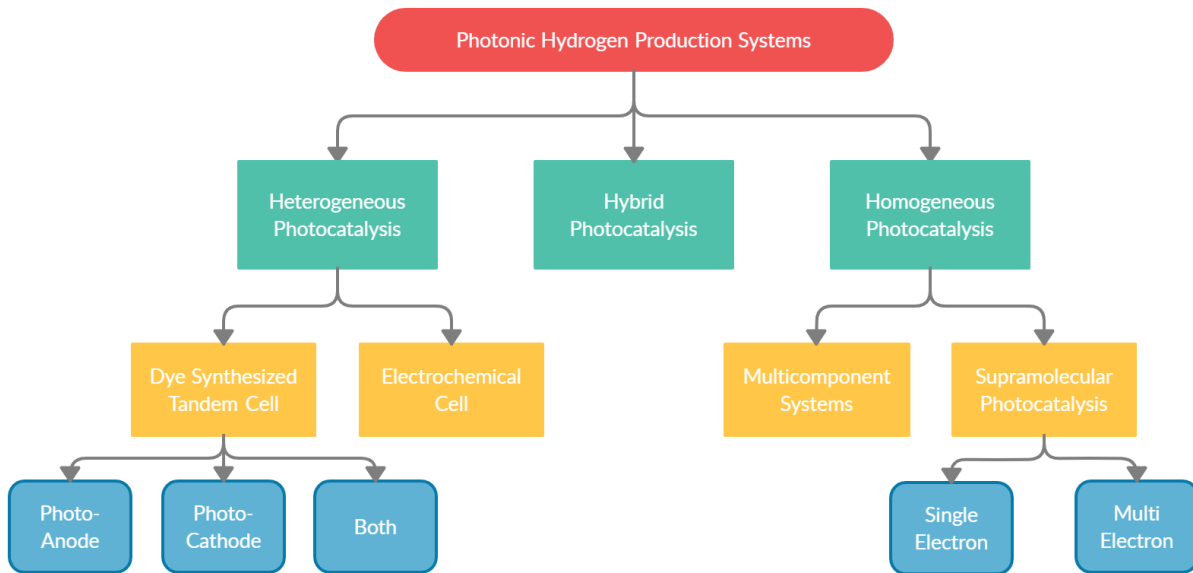 Photonic Hydrogen Production Systems
Heterogeneous
Photocatalysis
Hybrid
Photocatalysis
Homogeneous
Photocatalysis
Dye Synthesized
Tandem Cell
Electrochemical
Cell
Multicomponent
Systems
Supramolecular
Photocatalysis
Photo-
Anode
Photo-
Cathode
Both
Single
Electron
Multi
Electron